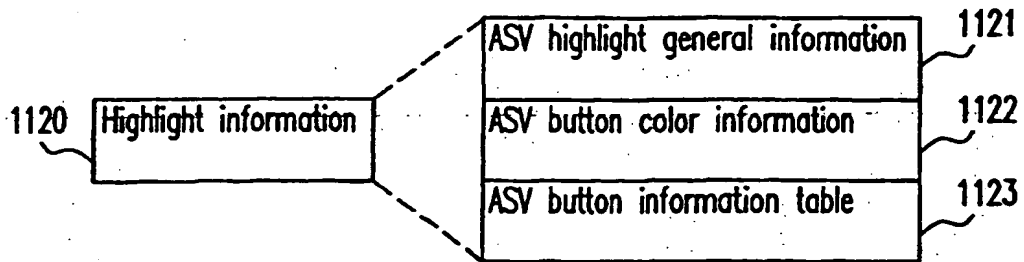 1120
Highlight information
ASV highlight general information
1121
ASV button color information
1122
ASV button information table
1123